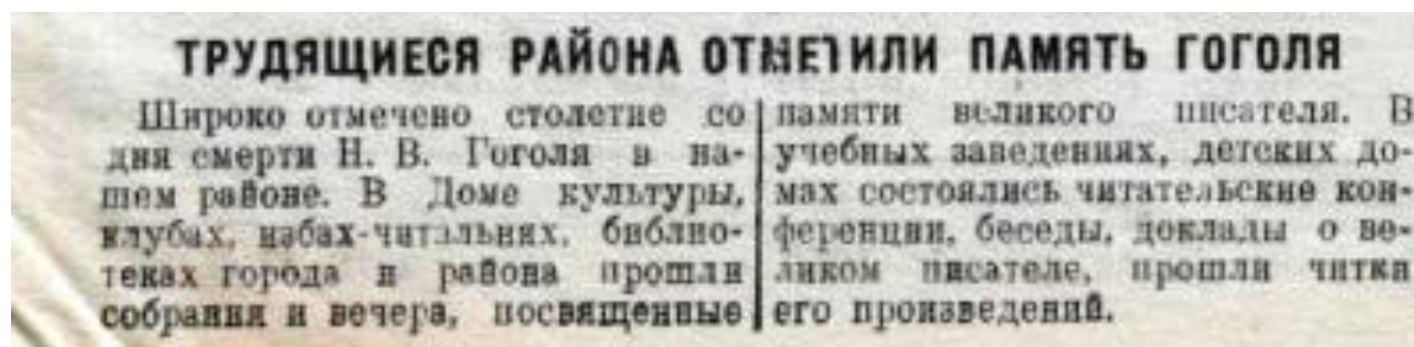 ТРУДЯЩИЕСЯ РАЙОНА ОТМЕТИЛИ ПАМЯТЬ ГОГОЛЯ
Широко отмечено столетие со
дня смерти Н. В. Гоголя в на-
шем районе. В Доме культуры,
клубах, избах-читальнях, библио-
теках города и района прошли
собрания и вечера, посвященные
памяти великого писателя. В
учебных заведениях, детских до-
мах состоялись читательские кон-
ференции, беседы, доклады о ве-
ликом писателе, прошли читки
его произведений.